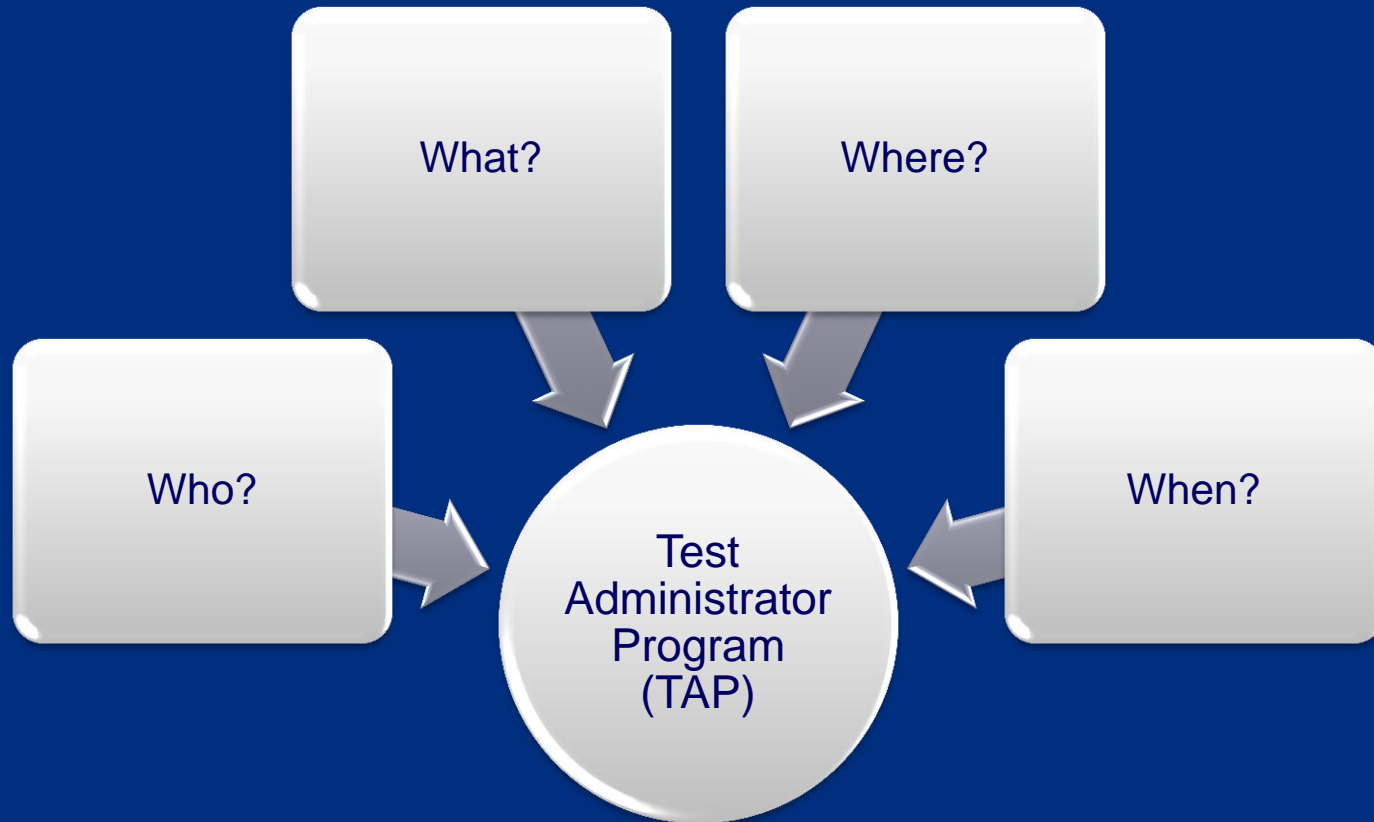 What?
Where?
Who?
When?
Test
Administrator
Program
(TAP)